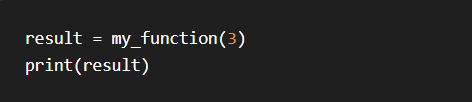 result = my_function(3)
print(result)